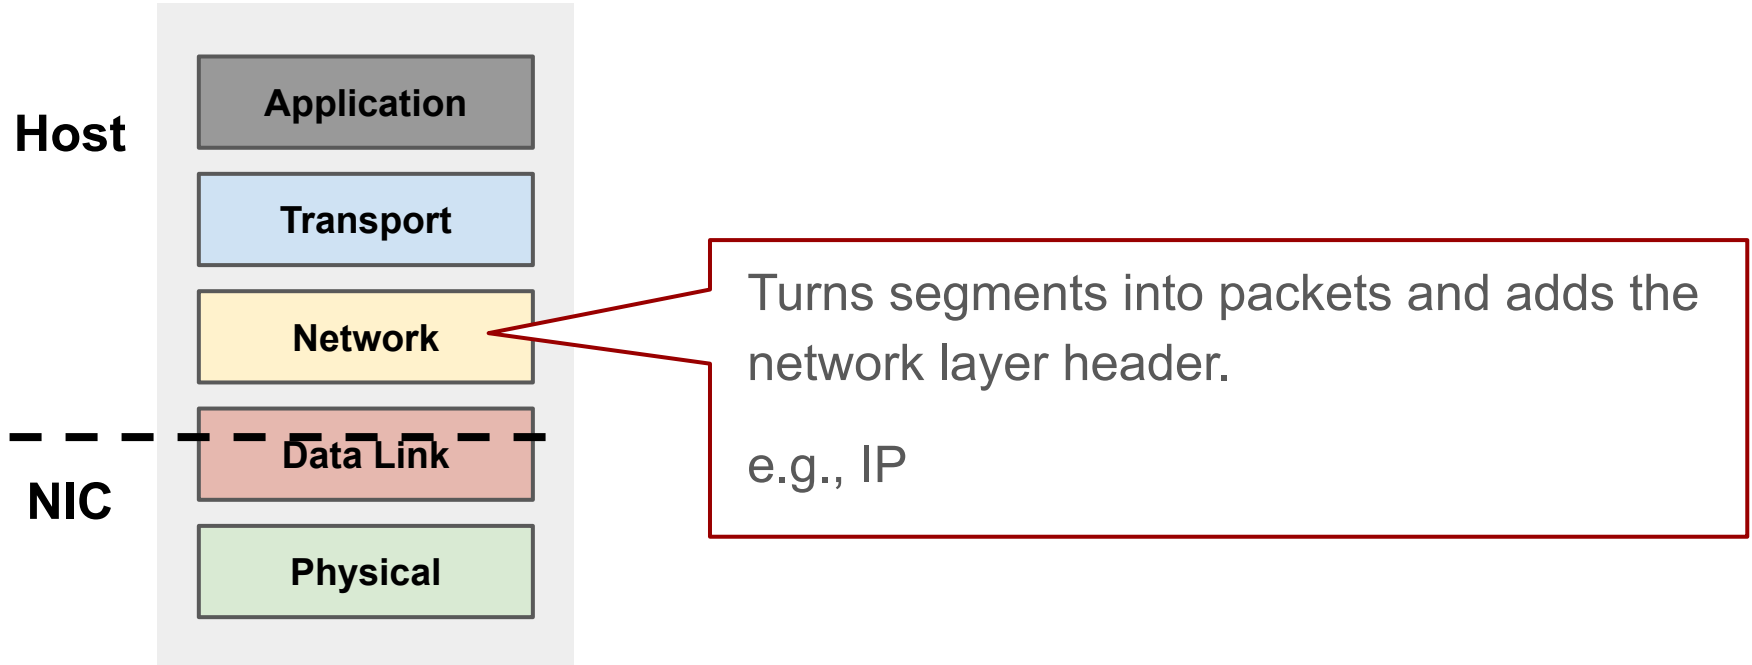 Host
Application
Transport
Network
Turns segments into packets and adds the
network layer header.
e.g., IP
Data Link
NIC
Physical